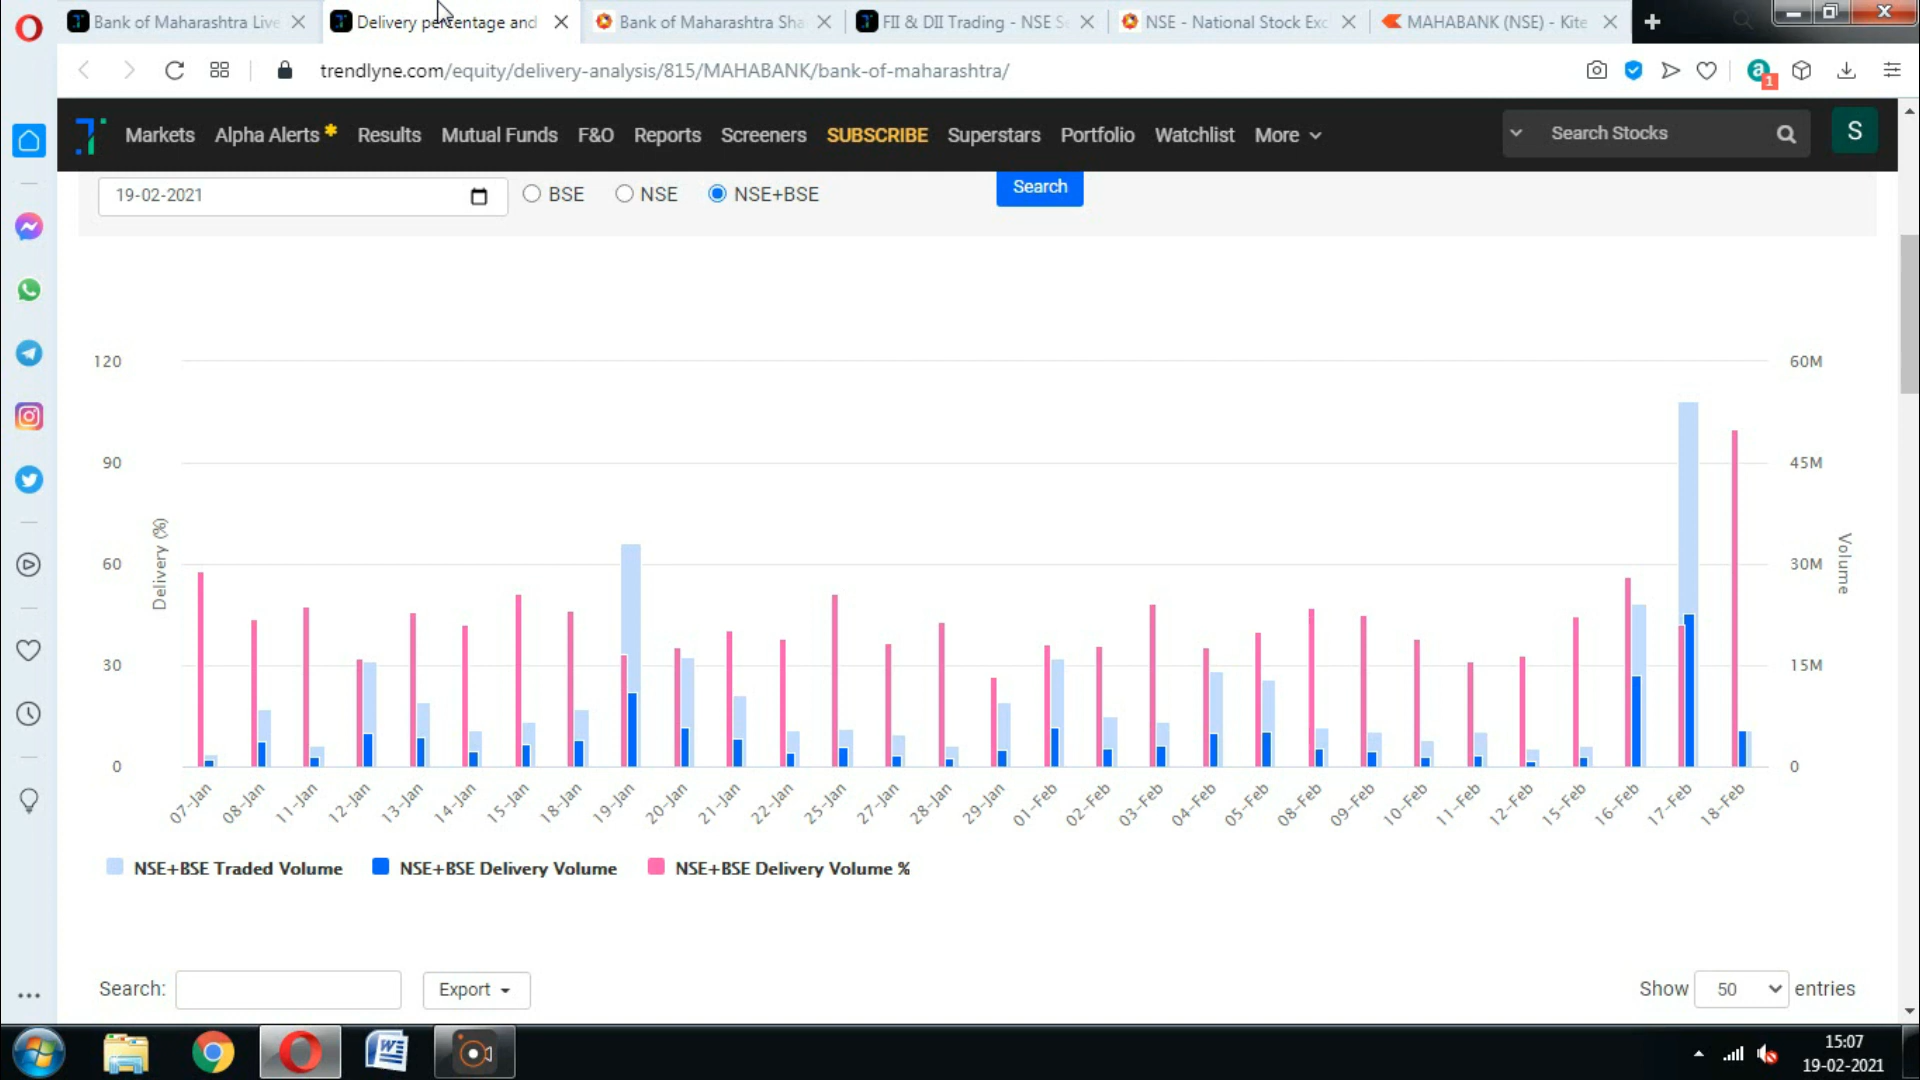 Bank of Maharashtra Live
Delivery percentage and
Bank of Maharashtra Sha
FII & DII Trading - NSE Se
NSE - National Stock Exc
MAHABANK (NSE) - Kite
trendlyne.com/equity/delivery-analysis/815/MAHABANK/bank-of-maharashtra/
1
Markets Alpha Alerts Results Mutual Funds F&O Reports Screeners SUBSCRIBE Superstars Portfolio Watchlist More Search Stocks S
19-02-2021 BSE NSE NSE+BSE Search
120 60M
90 45M
60 30M
30 15M
0 0
Delivery (%)
Volume
07-Jan 08-Jan 11-Jan 12-Jan 13-Jan 14-Jan 15-Jan 18-Jan 19-Jan 20-Jan 21-Jan 22-Jan 25-Jan 27-Jan 28-Jan 29-Jan 01-Feb 02-Feb 03-Feb 04-Feb 05-Feb 08-Feb 09-Feb 10-Feb 11-Feb 12-Feb 15-Feb 16-Feb 17-Feb 18-Feb
NSE+BSE Traded Volume NSE+BSE Delivery Volume NSE+BSE Delivery Volume %
Search: Export Show 50 entries
15:07
19-02-2021